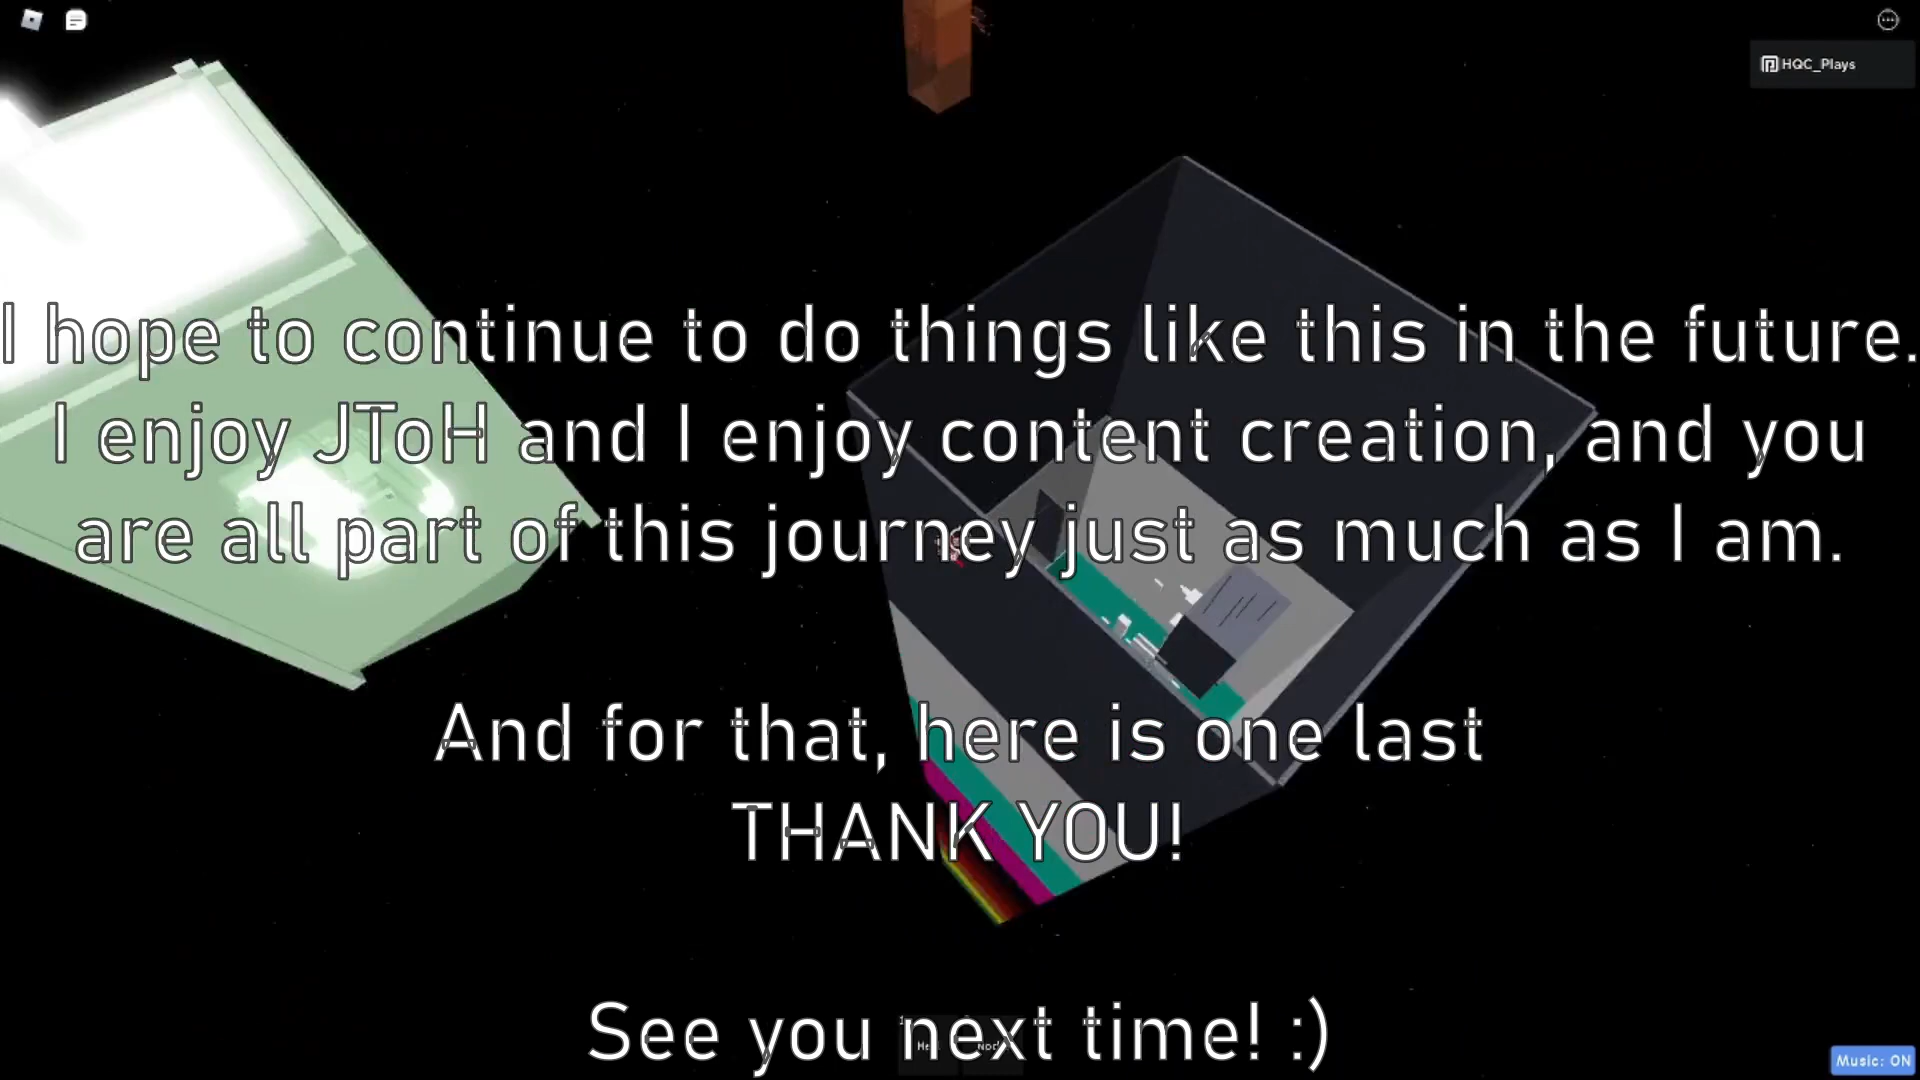 HQC_Plays
I hope to continue to do things like this in the future.
I enjoy JToH and I enjoy content creation, and you
are all part of this journey just as much as I am.
And for that, here is one last
THANK YOU!
See you next time! :)
Music: ON